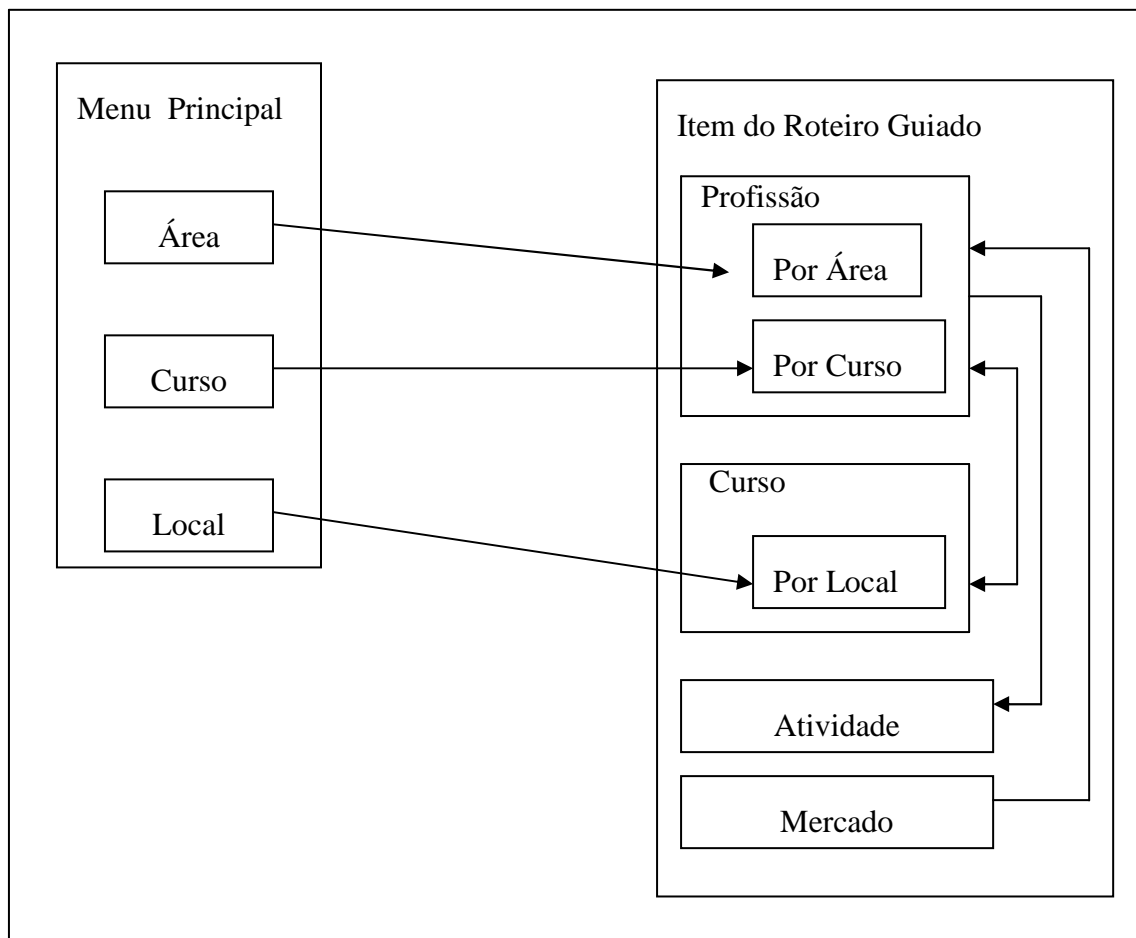 Menu Principal
Área
Curso
Local
Item do Roteiro Guiado
Profissão
Por Área
Por Curso
Curso
Por Local
Atividade
Mercado